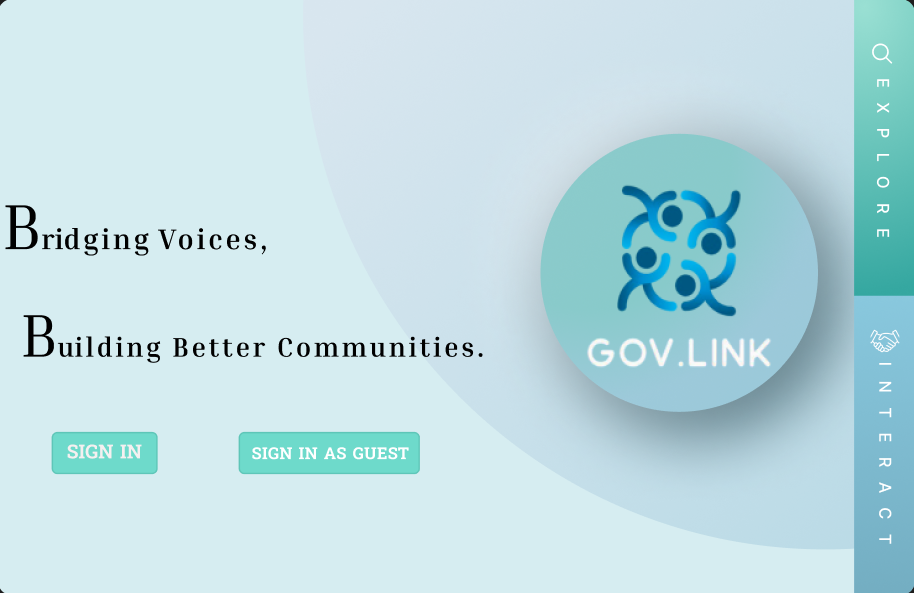 Bridging Voices,
Building Better Communities.
SIGN IN
SIGN IN AS GUEST
GOV.LINK
EXPLORE
INTERACT